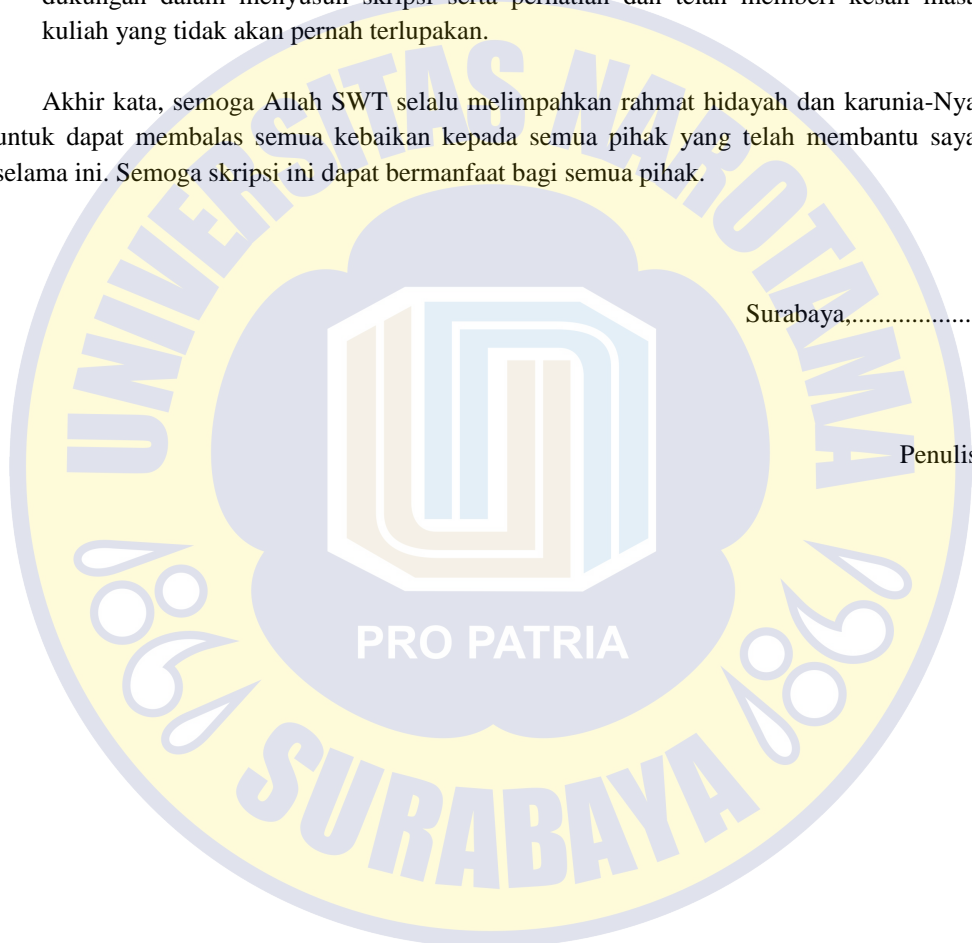 dukungan dalam menyusun skripsi serta perhatian dan telah memberi kesan masa
kuliah yang tidak akan pernah terlupakan.
Akhir kata, semoga Allah SWT selalu melimpahkan rahmat hidayah dan karunia-Nya
untuk dapat membalas semua kebaikan kepada semua pihak yang telah membantu saya
selama ini. Semoga skripsi ini dapat bermanfaat bagi semua pihak.
Surabaya,..................
Penulis
UNIVERSITAS NAROTAMA
PRO PATRIA
SURABAYA